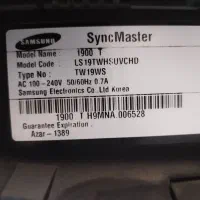 SAMSUNG
SyncMaster
Model Name : 1900 T
Model Code : LS19TWHSUVCHD
Type No : TW19WS
AC 100-240V 50/60Hz 0.7A
Samsung Electronics Co.,Ltd Korea
1900 T H9MNA 006528
Guarantee Expiration :
Azar-1389